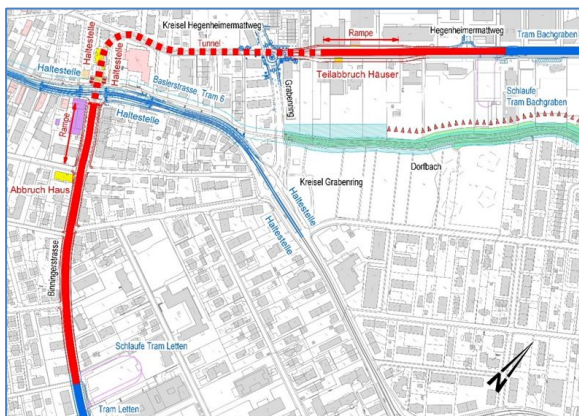 Kreisel Hegenheimermattweg
Rampe
Hegenheimermattweg
Tram Bachgraben
Haltestelle
Haltestelle
Tunnel
Grabenring
Teilabbruch Häuser
Haltestelle
Baslerstrasse, Tram 6
Schlaufe
Tram Bachgraben
Haltestelle
Rampe
Dorfbach
Kreisel Grabenring
Haltestelle
Abbruch Haus
Binningerstrasse
Schlaufe Tram Letten
Tram Letten
N